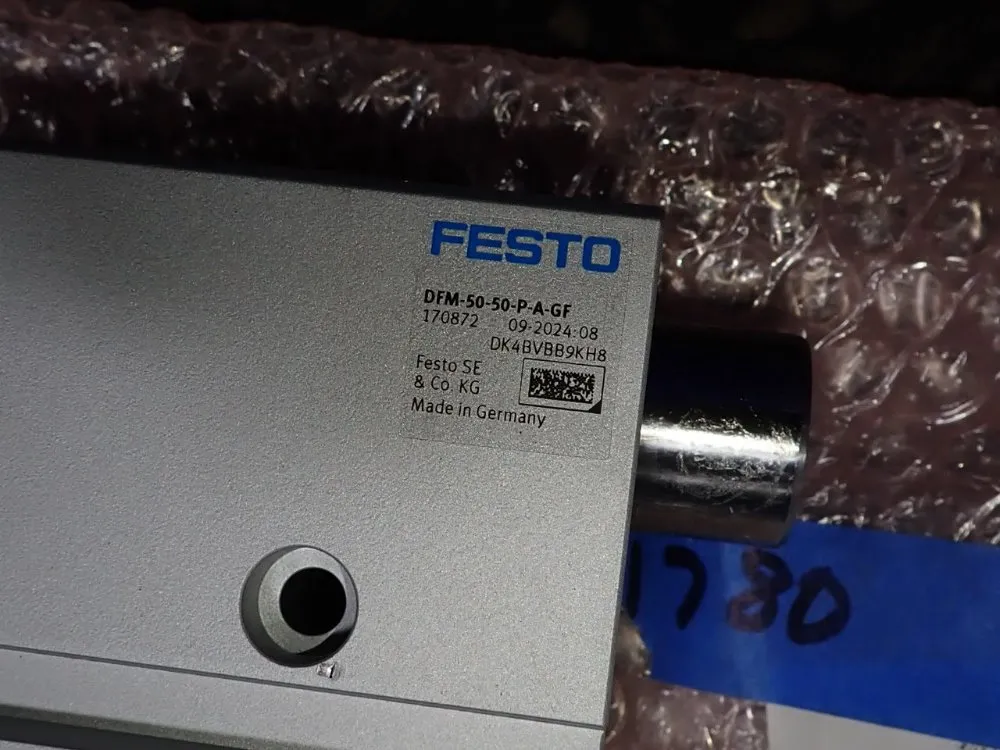 FESTO
DFM-50-50-P-A-GF
170872 09-2024:08
DK4BVBB9KH8
Festo SE
& Co. KG
Made in Germany
1780